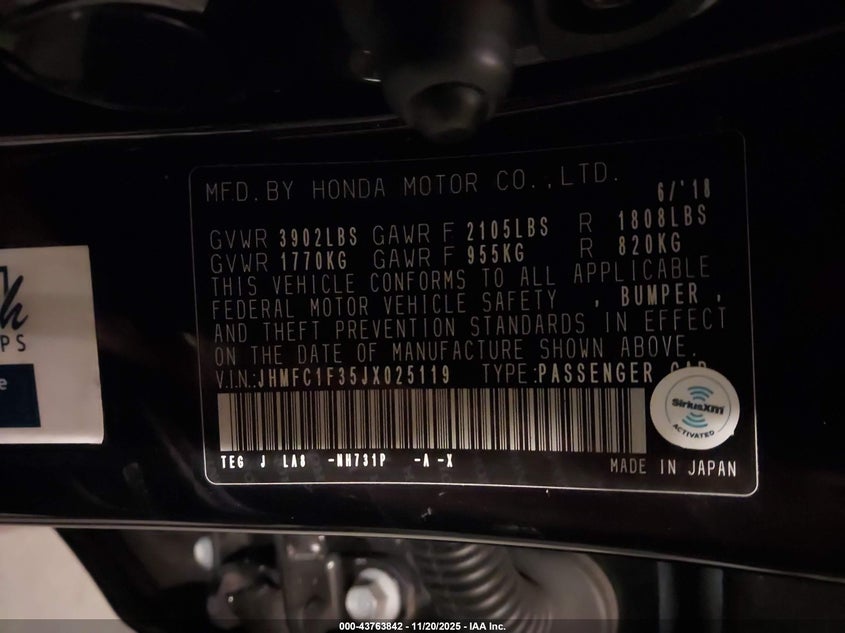 MFD. BY HONDA MOTOR CO., LTD.
6/'18
GVWR 3902LBS GAWR F 2105LBS R 1808LBS
GVWR 1770KG GAWR F 955KG R 820KG
THIS VEHICLE CONFORMS TO ALL APPLICABLE
FEDERAL MOTOR VEHICLE SAFETY , BUMPER ,
AND THEFT PREVENTION STANDARDS IN EFFECT
ON THE DATE OF MANUFACTURE SHOWN ABOVE.
V.I.N.:JHMFC1F35JX025119 TYPE:PASSENGER CAR
SiriusXM
ACTIVATED
TEG J LA8 -NH731P -A -X
MADE IN JAPAN
000-43763842 - 11/20/2025 - IAA Inc.